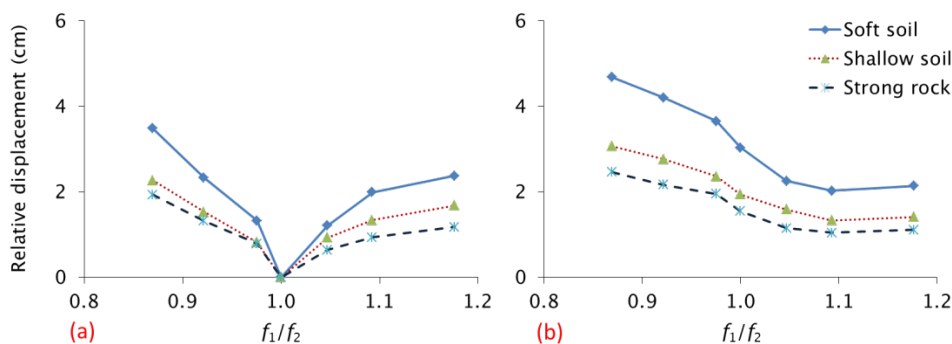 Relative displacement (cm)
6
4
2
0
0.8 0.9 1.0 1.1 1.2
f1/f2
(a)
6
4
2
0
0.8 0.9 1.0 1.1 1.2
f1/f2
(b)
Soft soil
Shallow soil
Strong rock